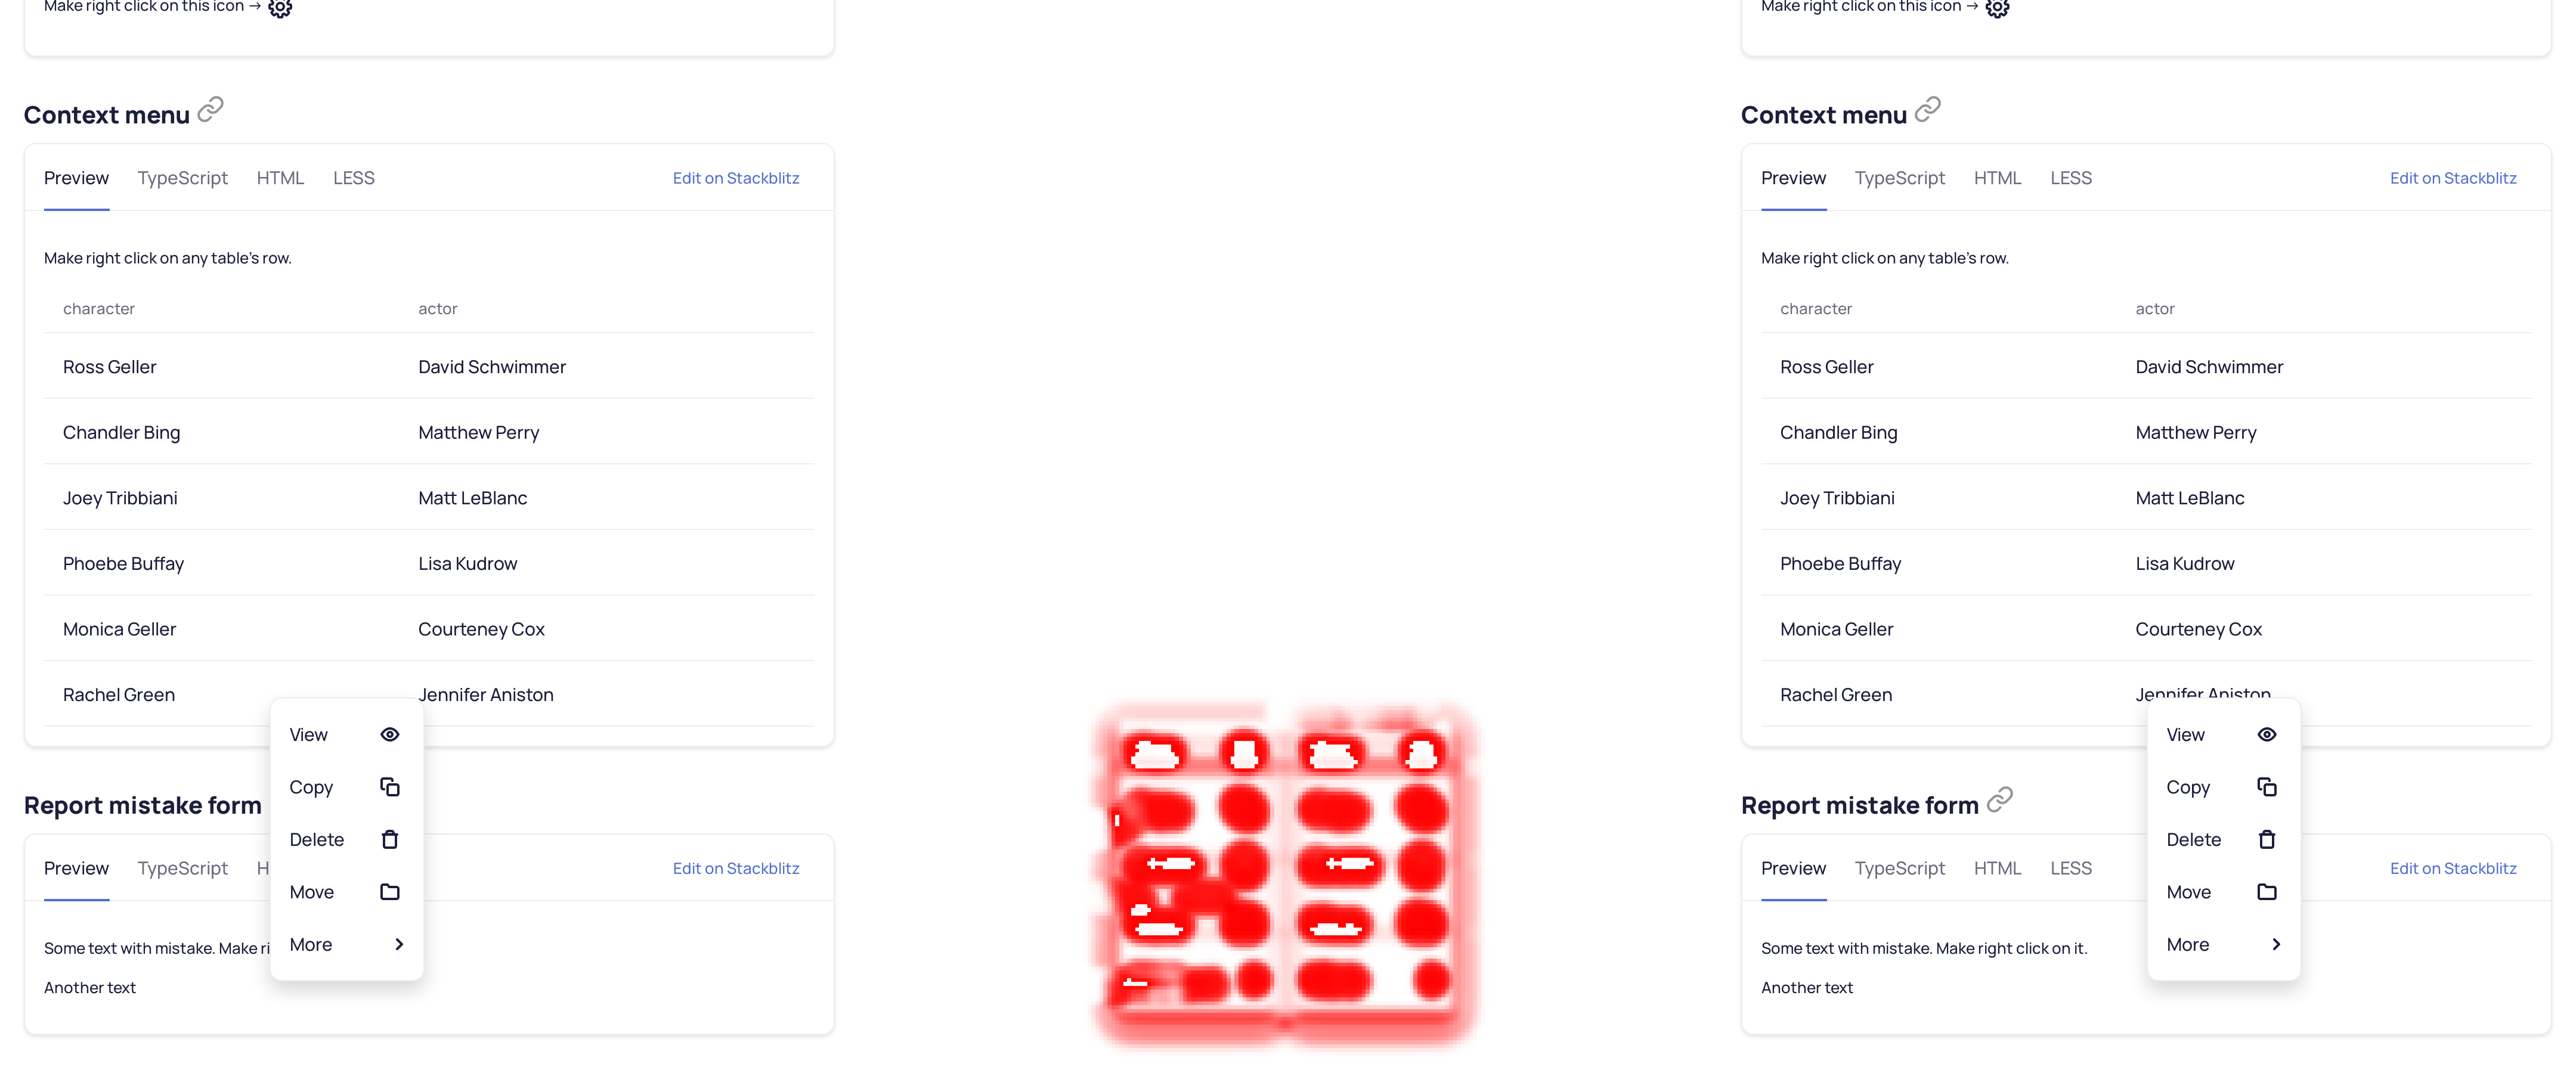 Make right click on this icon →
Context menu
Preview TypeScript HTML LESS Edit on Stackblitz
Make right click on any table's row.
character actor
Ross Geller David Schwimmer
Chandler Bing Matthew Perry
Joey Tribbiani Matt LeBlanc
Phoebe Buffay Lisa Kudrow
Monica Geller Courteney Cox
Rachel Green Jennifer Aniston
View
Copy
Report mistake form
Delete
Preview TypeScript H Edit on Stackblitz
Move
Some text with mistake. Make ri
More
Another text
Make right click on this icon →
Context menu
Preview TypeScript HTML LESS Edit on Stackblitz
Make right click on any table's row.
character actor
Ross Geller David Schwimmer
Chandler Bing Matthew Perry
Joey Tribbiani Matt LeBlanc
Phoebe Buffay Lisa Kudrow
Monica Geller Courteney Cox
Rachel Green Jennifer Aniston
View
Copy
Report mistake form
Delete
Preview TypeScript HTML LESS Edit on Stackblitz
Move
Some text with mistake. Make right click on it.
More
Another text